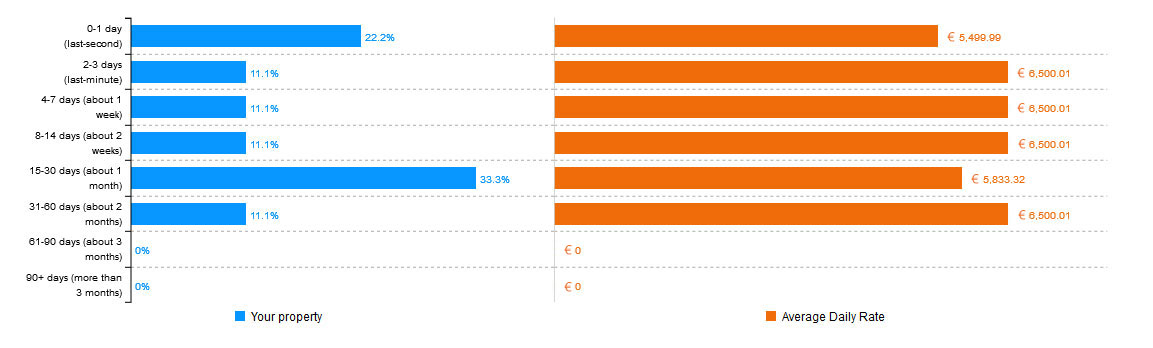 0-1 day
(last-second)
22.2%
€ 5,499.99
2-3 days
(last-minute)
11.1%
€ 6,500.01
4-7 days (about 1
week)
11.1%
€ 6,500.01
8-14 days (about 2
weeks)
11.1%
€ 6,500.01
15-30 days (about 1
month)
33.3%
€ 5,833.32
31-60 days (about 2
months)
11.1%
€ 6,500.01
61-90 days (about 3
months)
0%
€ 0
90+ days (more than
3 months)
0%
€ 0
Your property
Average Daily Rate